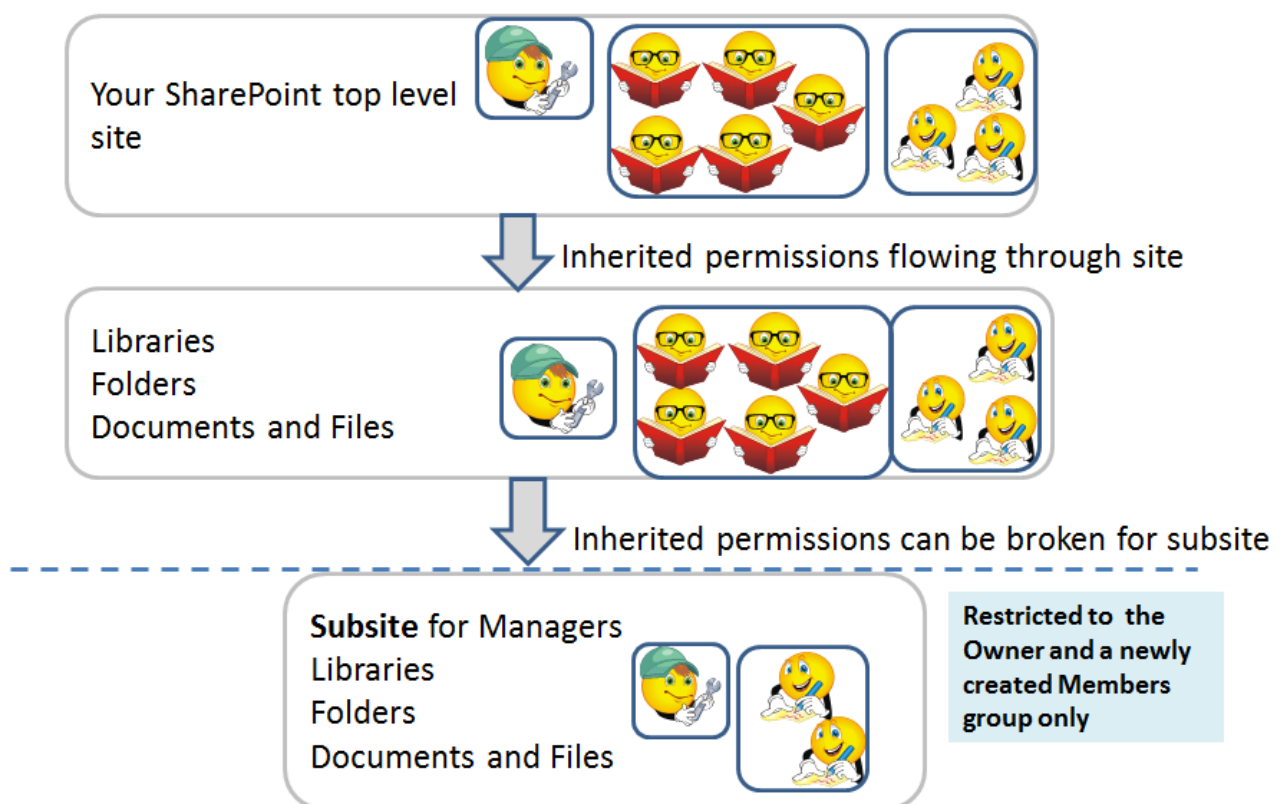 Your SharePoint top level
site
Inherited permissions flowing through site
Libraries
Folders
Documents and Files
Inherited permissions can be broken for subsite
Subsite for Managers
Libraries
Folders
Documents and Files
Restricted to the
Owner and a newly
created Members
group only